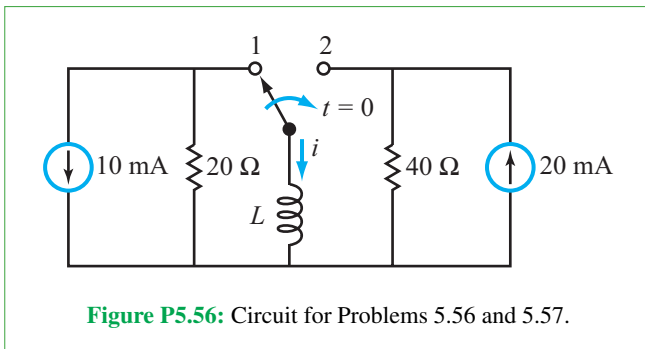 1 2
t = 0
i
10 mA 20 Ω 40 Ω 20 mA
L
Figure P5.56: Circuit for Problems 5.56 and 5.57.